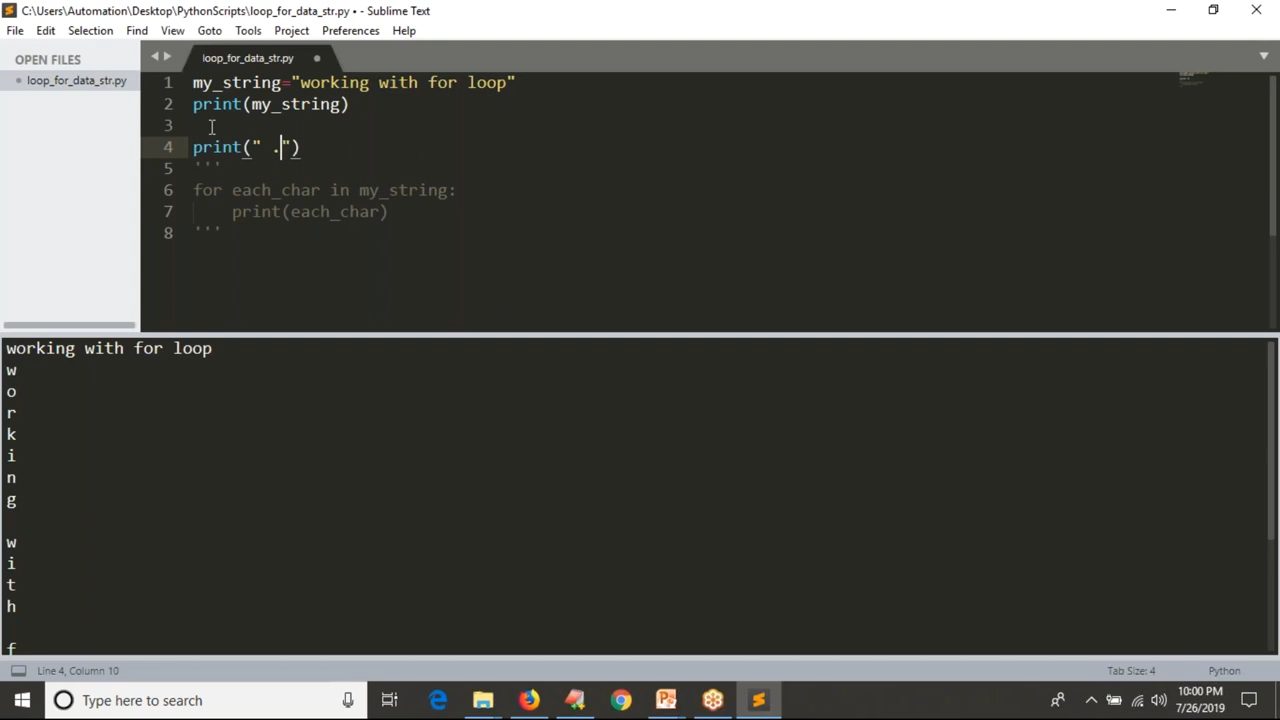 C:\Users\Automation\Desktop\PythonScripts\loop_for_data_str.py • - Sublime Text
File Edit Selection Find View Goto Tools Project Preferences Help
OPEN FILES
loop_for_data_str.py
loop_for_data_str.py
1 my_string="working with for loop"
2 print(my_string)
3
4 print(" .")
5 '''
6 for each_char in my_string:
7 print(each_char)
8 '''
working with for loop
w
o
r
k
i
n
g
w
i
t
h
f
Line 4, Column 10
Tab Size: 4
Python
Type here to search
10:00 PM
7/26/2019